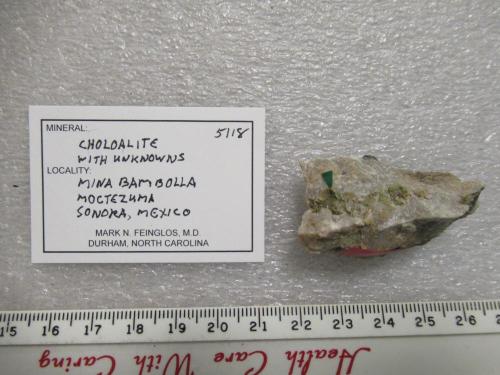 MINERAL: 5118
CHOLOALITE
WITH UNKNOWNS
LOCALITY:
MINA BAMBOLLA
MOCTEZUMA
SONORA, MEXICO
MARK N. FEINGLOS, M.D.
DURHAM, NORTH CAROLINA
15 16 17 18 19 20 21 22 23 24 25 26
Health Care With Caring